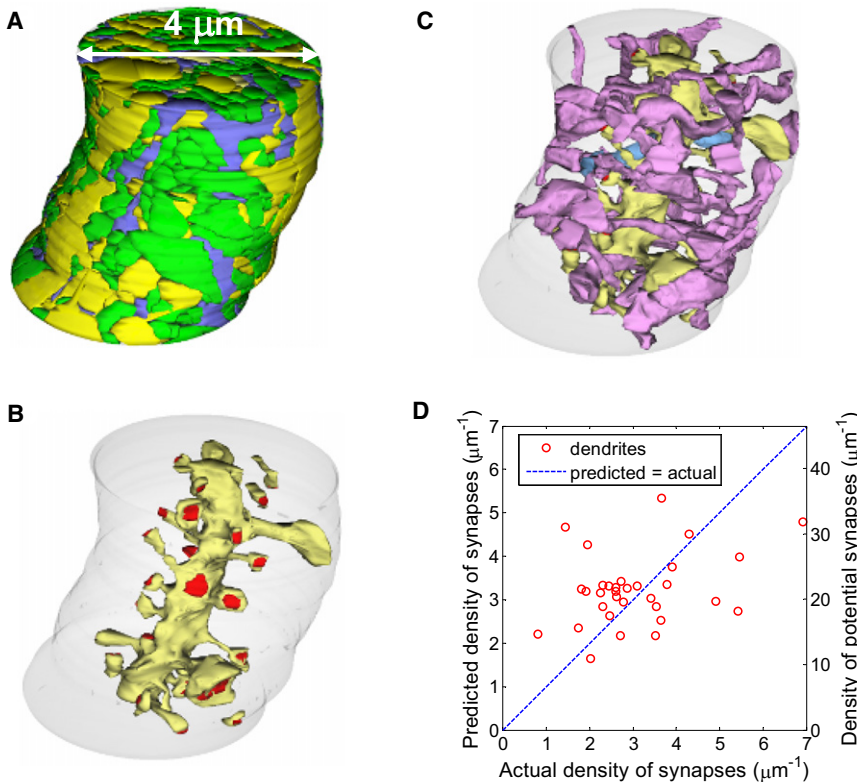 A
4 μm
C
B
D
Predicted density of synapses (μm⁻¹)
7
6
5
4
3
2
1
0
dendrites
predicted = actual
40
30
20
10
0
Density of potential synapses (μm⁻¹)
0 1 2 3 4 5 6 7
Actual density of synapses (μm⁻¹)